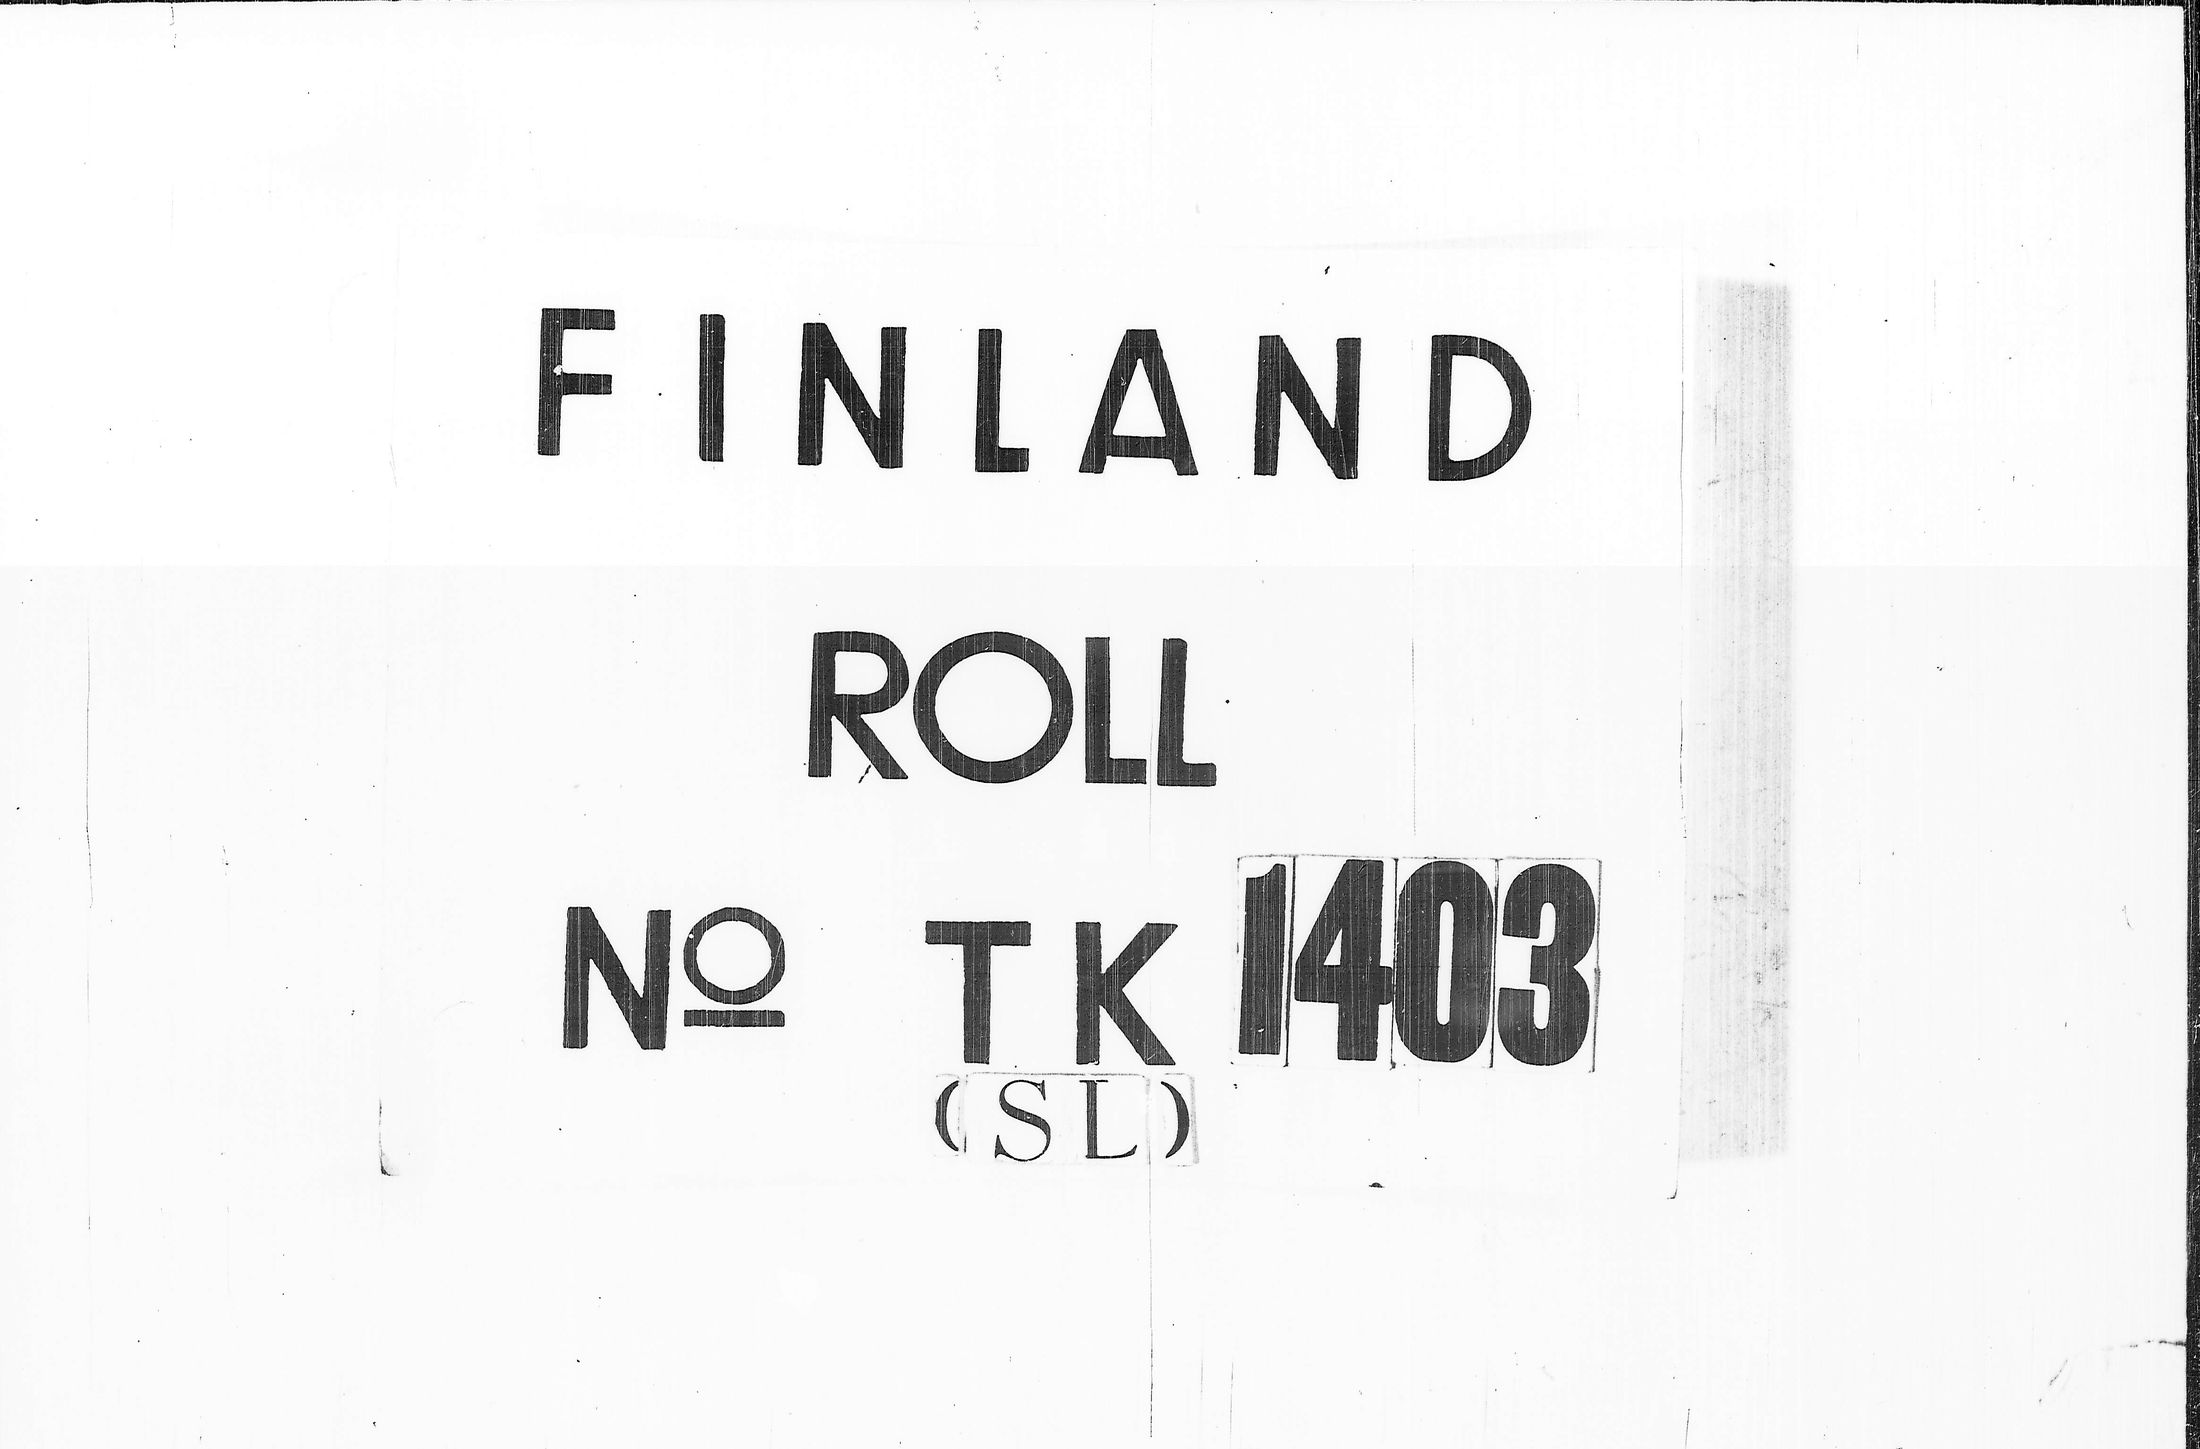 FINLAND
ROLL
Nº TK 1403
(SL)